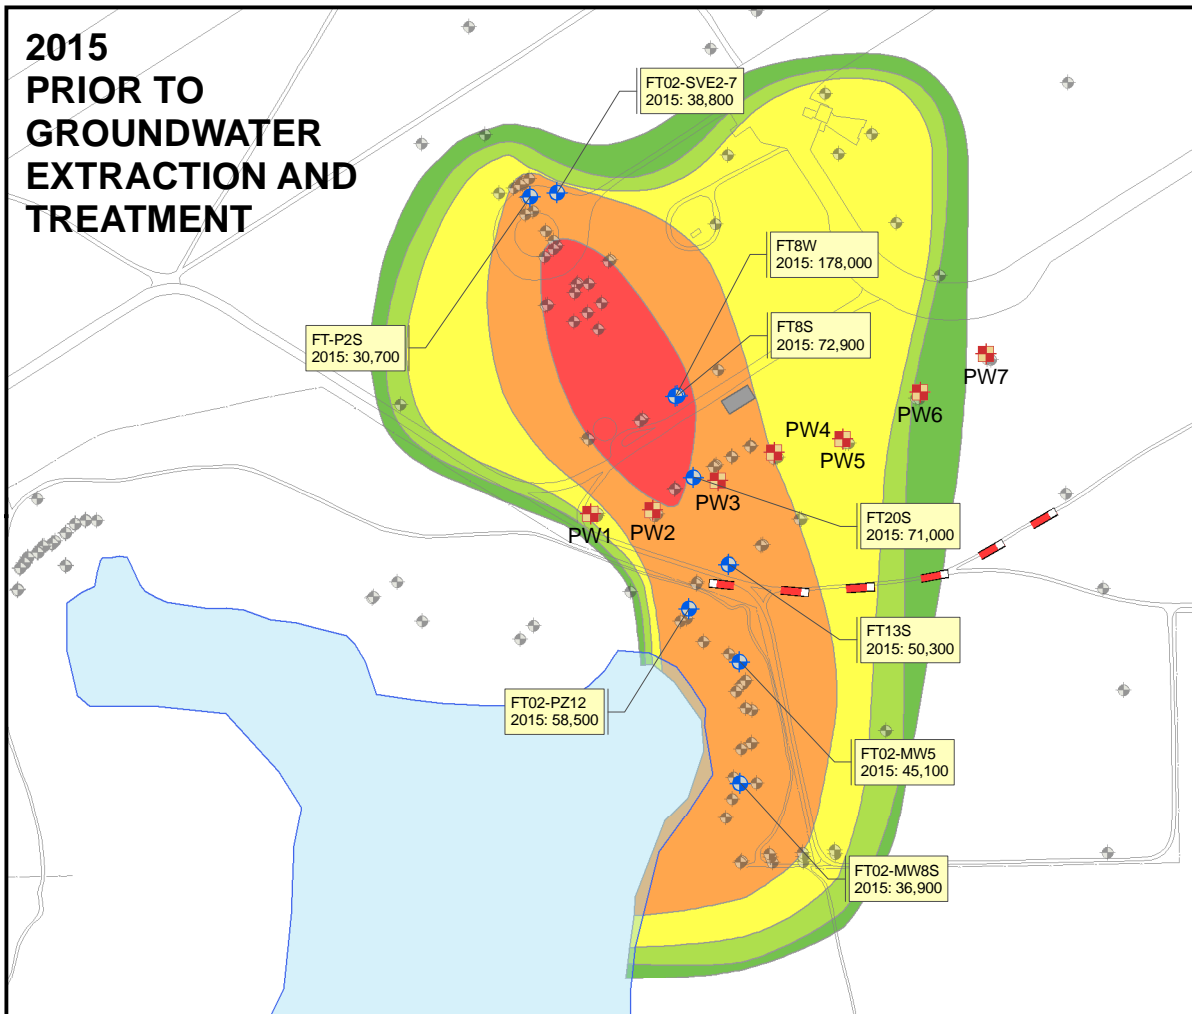 2015
PRIOR TO
GROUNDWATER
EXTRACTION AND
TREATMENT
FT02-SVE2-7
2015: 38,800
FT8W
2015: 178,000
FT8S
2015: 72,900
FT-P2S
2015: 30,700
PW7
PW6
PW4
PW5
PW3
PW2
PW1
FT20S
2015: 71,000
FT13S
2015: 50,300
FT02-PZ12
2015: 58,500
FT02-MW5
2015: 45,100
FT02-MW8S
2015: 36,900